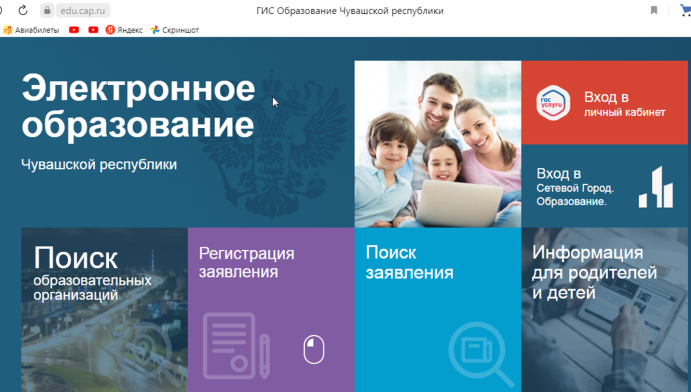 edu.cap.ru
ГИС Образование Чувашской республики
Авиабилеты
Яндекс
Скриншот
Электронное
образование
Чувашской республики
гос
услуги
Вход в
личный кабинет
Вход в
Сетевой Город.
Образование.
Поиск
образовательных
организаций
Регистрация
заявления
Поиск
заявления
Информация
для родителей
и детей